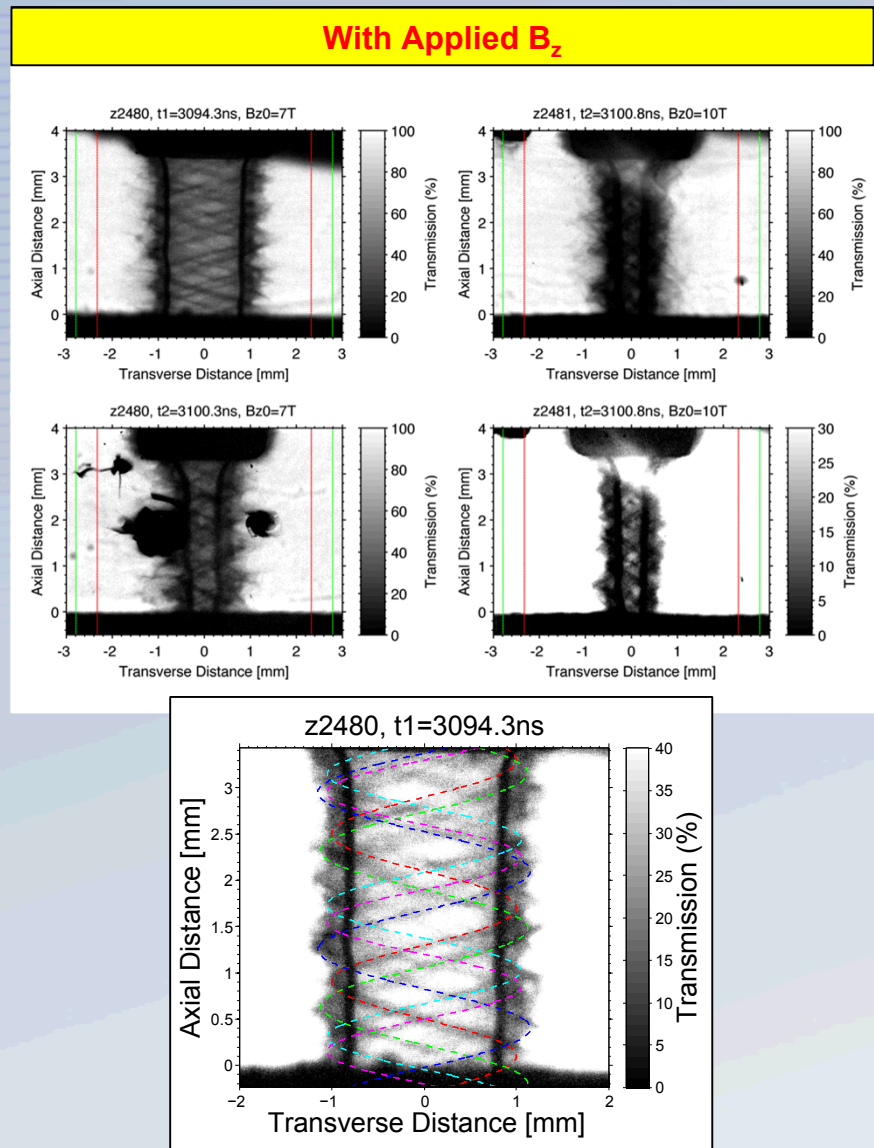 With Applied Bz
z2480, t1=3094.3ns, Bz0=7T
4
3
2
1
0
Axial Distance [mm]
-3 -2 -1 0 1 2 3
Transverse Distance [mm]
100
80
60
40
20
0
Transmission (%)
z2481, t2=3100.8ns, Bz0=10T
4
3
2
1
0
Axial Distance [mm]
-3 -2 -1 0 1 2 3
Transverse Distance [mm]
100
80
60
40
20
0
Transmission (%)
z2480, t2=3100.3ns, Bz0=7T
4
3
2
1
0
Axial Distance [mm]
-3 -2 -1 0 1 2 3
Transverse Distance [mm]
100
80
60
40
20
0
Transmission (%)
z2481, t2=3100.8ns, Bz0=10T
4
3
2
1
0
Axial Distance [mm]
-3 -2 -1 0 1 2 3
Transverse Distance [mm]
30
25
20
15
10
5
0
Transmission (%)
z2480, t1=3094.3ns
3
2.5
2
1.5
1
0.5
0
Axial Distance [mm]
−2 −1 0 1 2
Transverse Distance [mm]
40
35
30
25
20
15
10
5
0
Transmission (%)